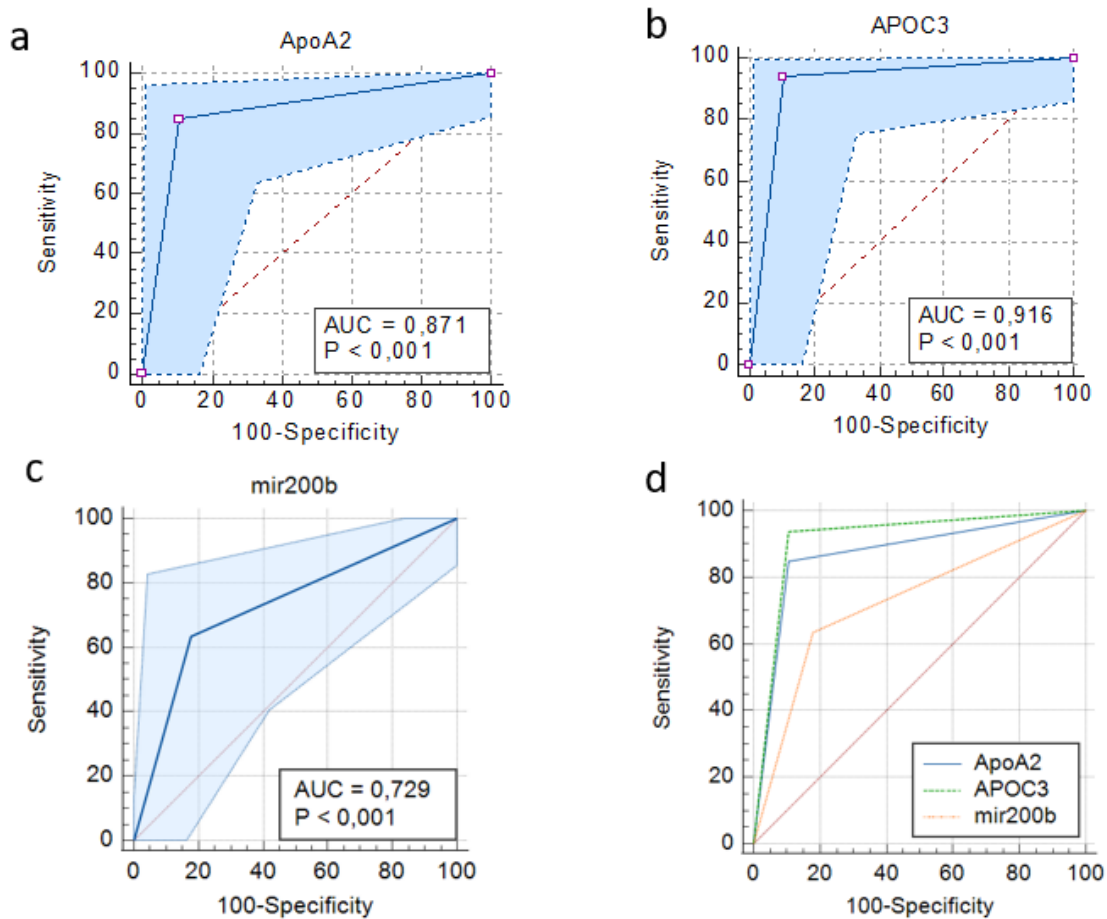 a
ApoA2
Sensitivity
100
80
60
40
20
0
AUC = 0,871
P < 0,001
0 20 40 60 80 100
100-Specificity
b
APOC3
Sensitivity
100
80
60
40
20
0
AUC = 0,916
P < 0,001
0 20 40 60 80 100
100-Specificity
c
mir200b
Sensitivity
100
80
60
40
20
0
AUC = 0,729
P < 0,001
0 20 40 60 80 100
100-Specificity
d
Sensitivity
100
80
60
40
20
0
ApoA2
APOC3
mir200b
0 20 40 60 80 100
100-Specificity